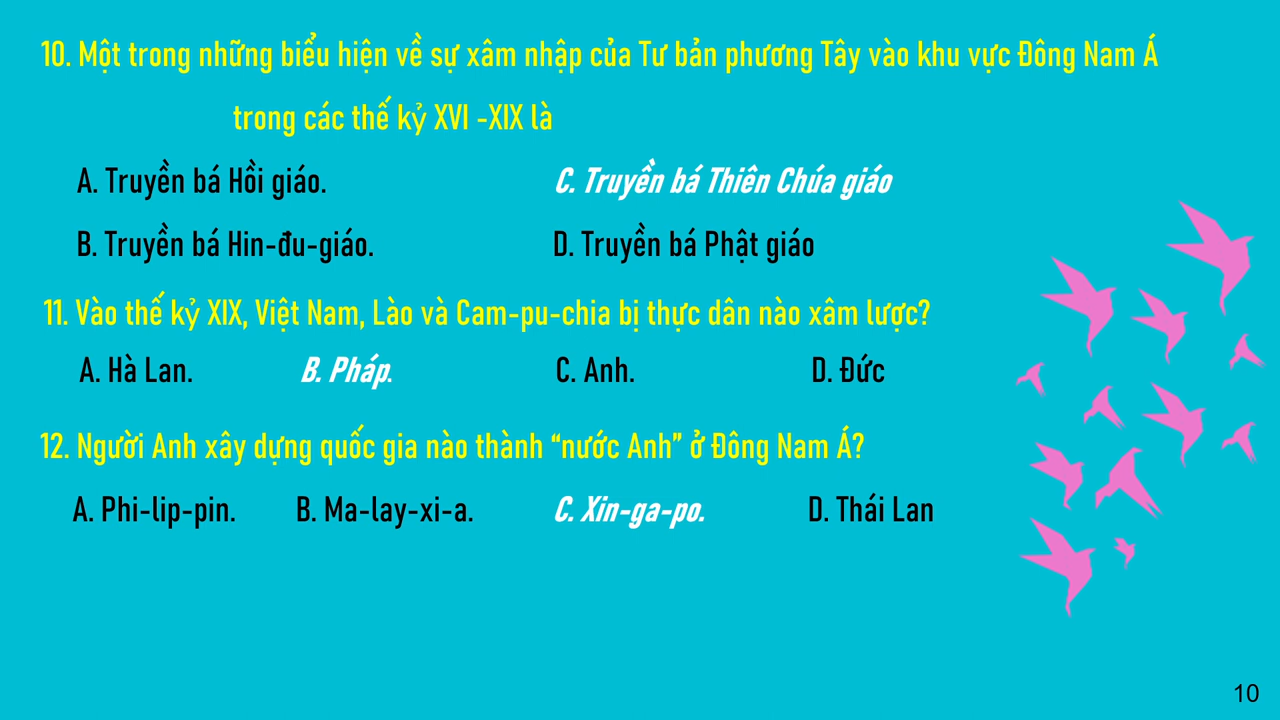 10. Một trong những biểu hiện về sự xâm nhập của Tư bản phương Tây vào khu vực Đông Nam Á
trong các thế kỷ XVI -XIX là
A. Truyền bá Hồi giáo. C. Truyền bá Thiên Chúa giáo
B. Truyền bá Hin-đu-giáo. D. Truyền bá Phật giáo
11. Vào thế kỷ XIX, Việt Nam, Lào và Cam-pu-chia bị thực dân nào xâm lược?
A. Hà Lan. B. Pháp. C. Anh. D. Đức
12. Người Anh xây dựng quốc gia nào thành “nước Anh” ở Đông Nam Á?
A. Phi-lip-pin. B. Ma-lay-xi-a. C. Xin-ga-po. D. Thái Lan
10